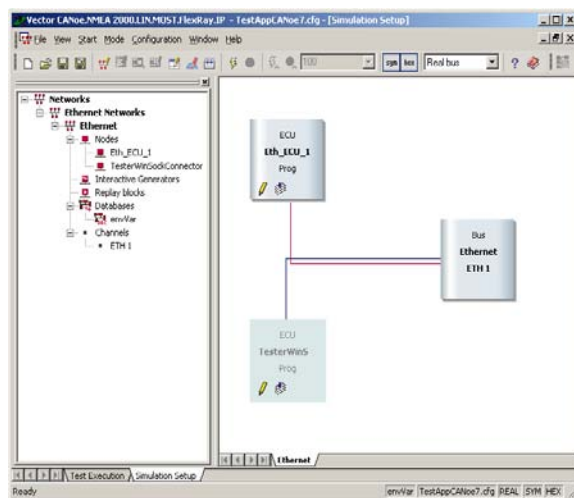 Vector CANoe.NMEA 2000.LIN.MOST.FlexRay.IP - TestAppCANoe7.cfg - [Simulation Setup]
File View Start Mode Configuration Window Help
100 sym hex Real bus
Networks
Ethernet Networks
Ethernet
Nodes
Eth_ECU_1
TesterWinSockConnector
Interactive Generators
Replay blocks
Databases
envVar
Channels
ETH 1
ECU
Eth_ECU_1
Prog
Bus
Ethernet
ETH 1
ECU
TesterWinS
Prog
Ethernet
Test Execution Simulation Setup
Ready envVar TestAppCANoe7.cfg REAL SYM HEX